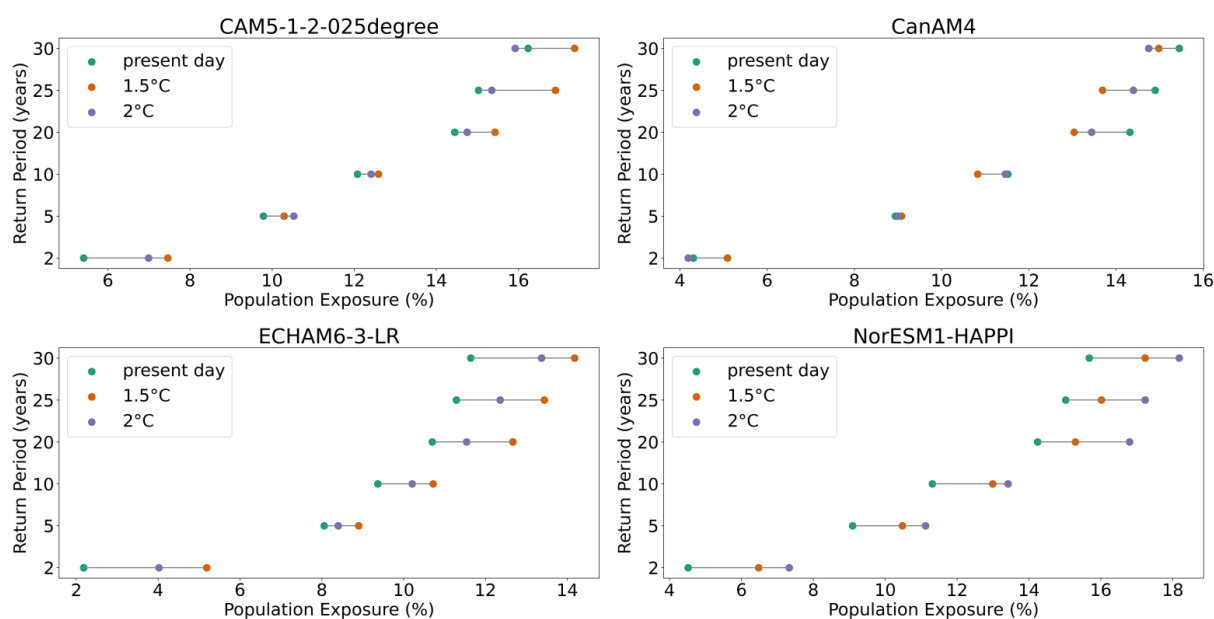 CAM5-1-2-025degree
Return Period (years)
30
25
20
10
5
2
present day
1.5°C
2°C
6
8
10
12
14
16
Population Exposure (%)
CanAM4
Return Period (years)
30
25
20
10
5
2
present day
1.5°C
2°C
4
6
8
10
12
14
16
Population Exposure (%)
ECHAM6-3-LR
Return Period (years)
30
25
20
10
5
2
present day
1.5°C
2°C
2
4
6
8
10
12
14
Population Exposure (%)
NorESM1-HAPPI
Return Period (years)
30
25
20
10
5
2
present day
1.5°C
2°C
4
6
8
10
12
14
16
18
Population Exposure (%)